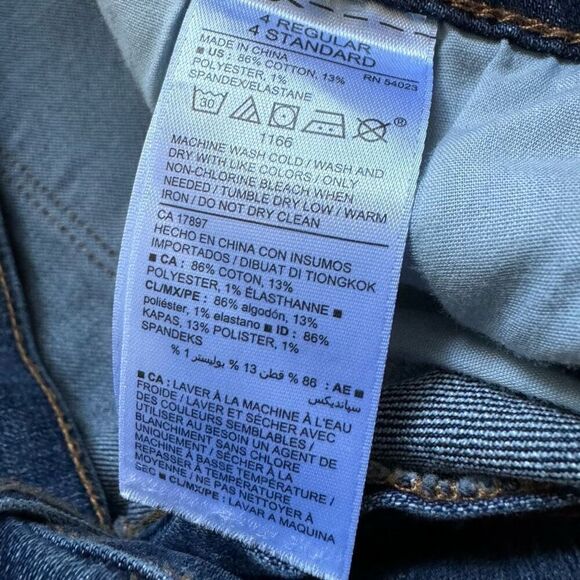 4 REGULAR
4 STANDARD
MADE IN CHINA
■ US : 86% COTTON, 13%
POLYESTER, 1% RN 54023
SPANDEX/ELASTANE
30 ®
1166
MACHINE WASH COLD / WASH AND
DRY WITH LIKE COLORS / ONLY
NON-CHLORINE BLEACH WHEN
NEEDED / TUMBLE DRY LOW / WARM
IRON / DO NOT DRY CLEAN
CA 17897
HECHO EN CHINA CON INSUMOS
IMPORTADOS / DIBUAT DI TIONGKOK
■ CA : 86% COTON, 13%
POLYESTER, 1% ÉLASTHANNE ■
CL/MX/PE : 86% algodón, 13%
poliéster, 1% elastano ■ ID : 86%
KAPAS, 13% POLISTER, 1%
SPANDEKS
■ AE : 86 % قطن 13 % بوليستر 1 %
سپانديكس
■ CA : LAVER À LA MACHINE À L'EAU
FROIDE / LAVER ET SÉCHER AVEC
DES COULEURS SEMBLABLES /
UTILISER AU BESOIN UN AGENT DE
BLANCHIMENT SANS CHLORE
UNIQUEMENT / SÉCHER À LA
MACHINE À BASSE TEMPÉRATURE /
REPASSER À TEMPÉRATURE
MOYENNE / NE PAS NETTOYER À
SEC ■ CL/MX/PE : LAVAR A MAQUINA